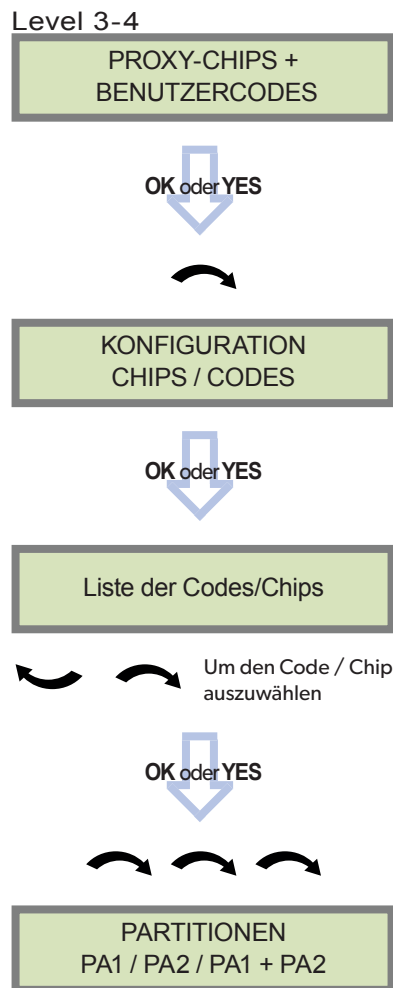 Level 3-4
PROXY-CHIPS +
BENUTZERCODES
OK oder YES
KONFIGURATION
CHIPS / CODES
OK oder YES
Liste der Codes/Chips
Um den Code / Chip
auszuwählen
OK oder YES
PARTITIONEN
PA1 / PA2 / PA1 + PA2